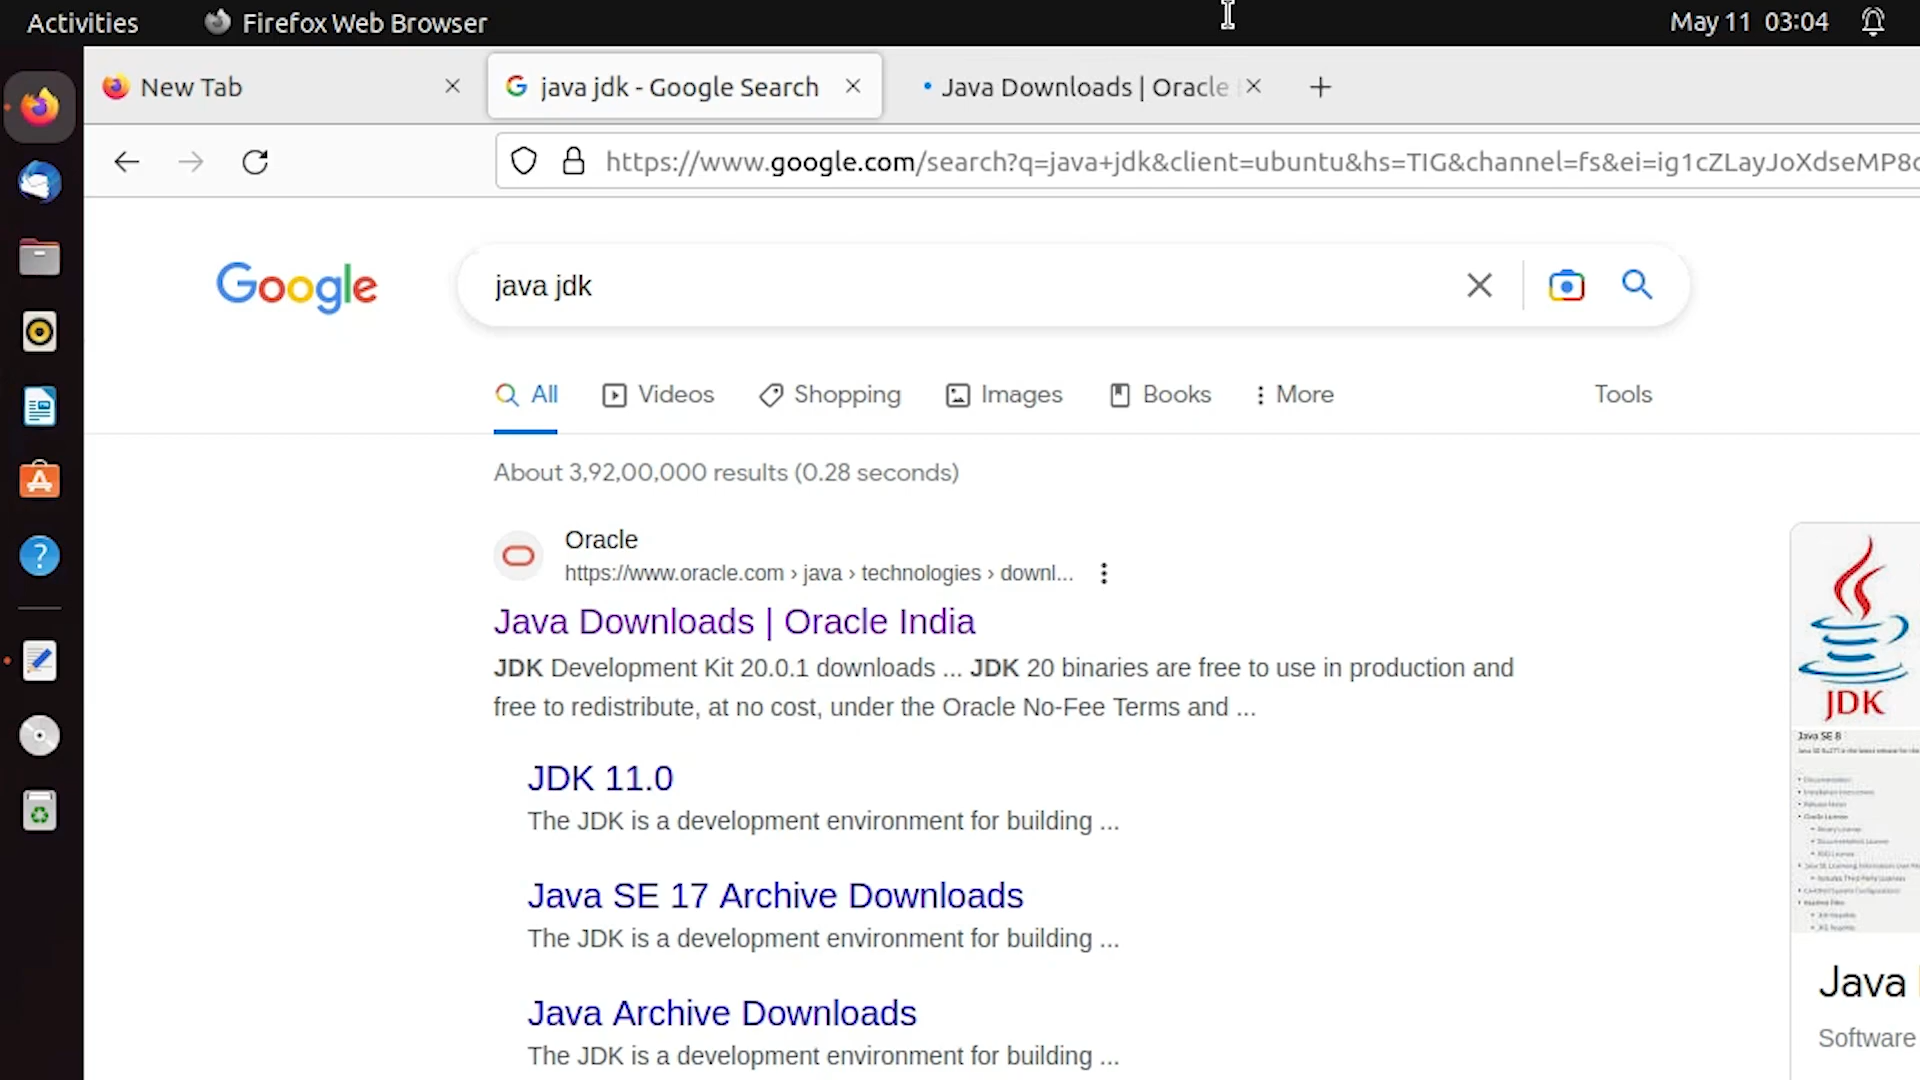 Activities
Firefox Web Browser
May 11 03:04
New Tab
java jdk - Google Search
Java Downloads | Oracle
https://www.google.com/search?q=java+jdk&client=ubuntu&hs=TIG&channel=fs&ei=ig1cZLayJoXdseMP8
Google
java jdk
All
Videos
Shopping
Images
Books
More
Tools
About 3,92,00,000 results (0.28 seconds)
Oracle
https://www.oracle.com › java › technologies › downl...
Java Downloads | Oracle India
JDK Development Kit 20.0.1 downloads ... JDK 20 binaries are free to use in production and
free to redistribute, at no cost, under the Oracle No-Fee Terms and ...
JDK 11.0
The JDK is a development environment for building ...
Java SE 17 Archive Downloads
The JDK is a development environment for building ...
Java Archive Downloads
The JDK is a development environment for building ...
JDK
Java SE 8
Java
Software